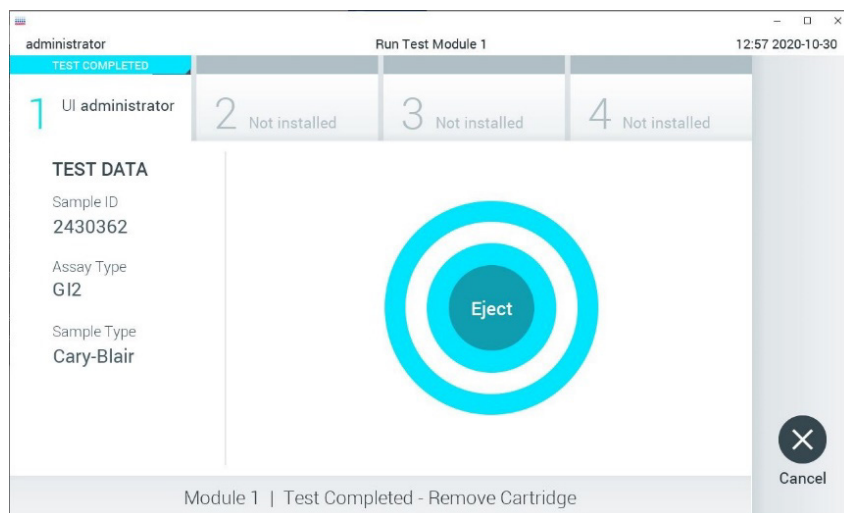 administrator
Run Test Module 1
12:57 2020-10-30
TEST COMPLETED
1 UI administrator
2 Not installed
3 Not installed
4 Not installed
TEST DATA
Sample ID
2430362
Assay Type
GI2
Sample Type
Cary-Blair
Eject
Cancel
Module 1 | Test Completed - Remove Cartridge